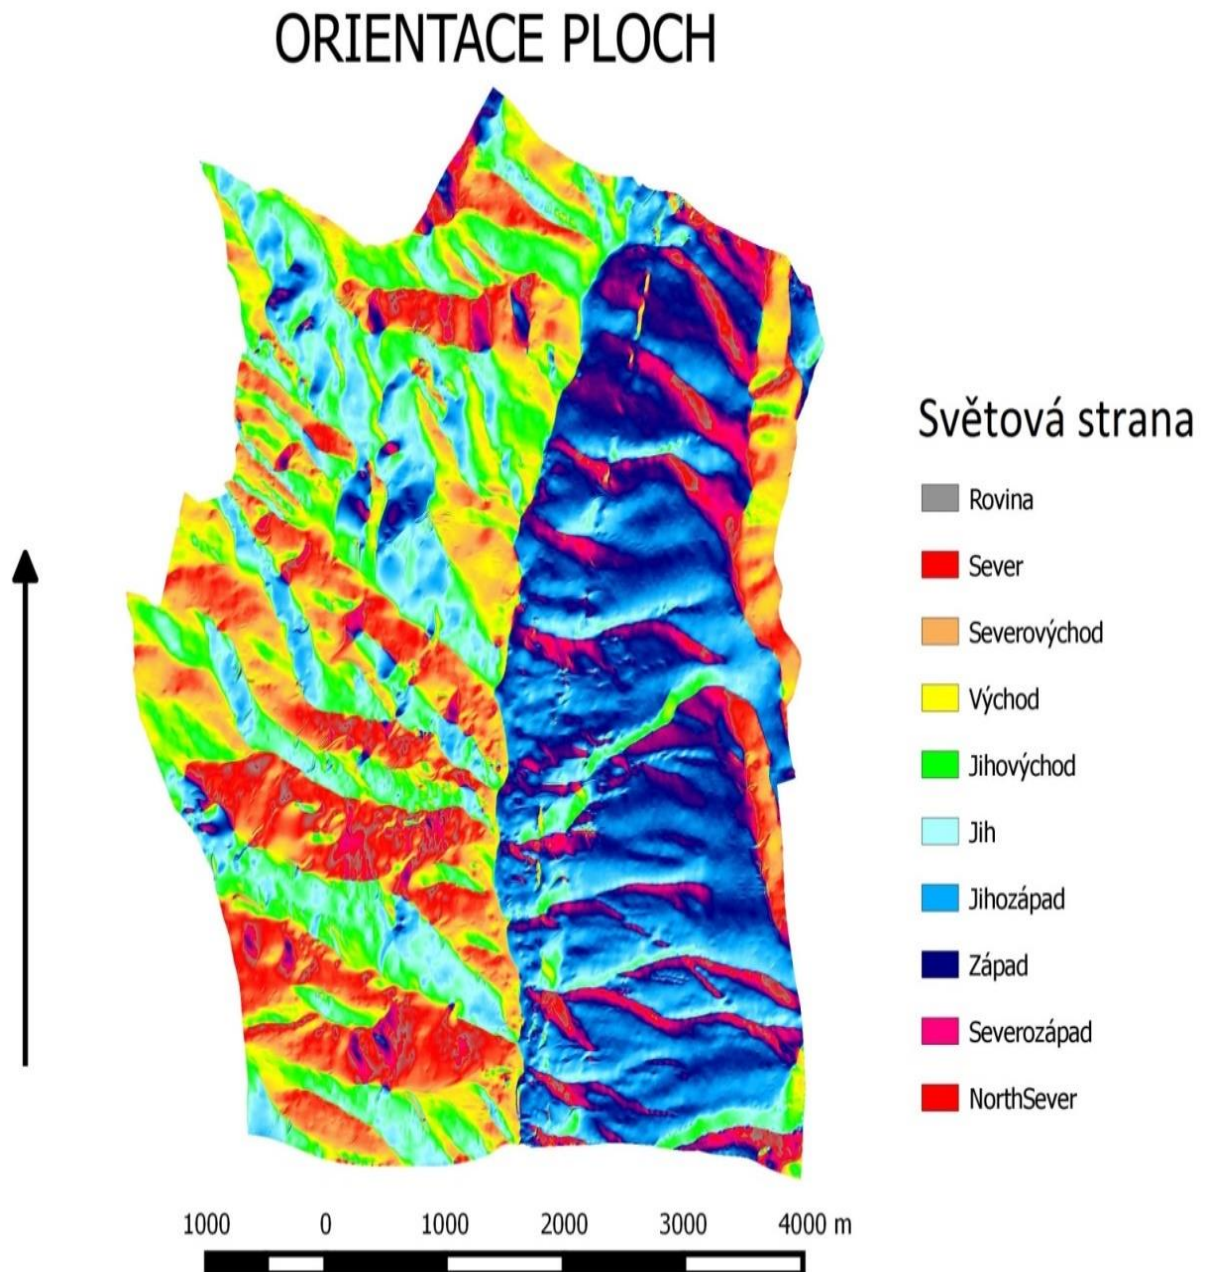 ORIENTACE PLOCH
Světová strana
Rovina
Sever
Severovýchod
Východ
Jihovýchod
Jih
Jihozápad
Západ
Severozápad
NorthSever
1000 0 1000 2000 3000 4000 m